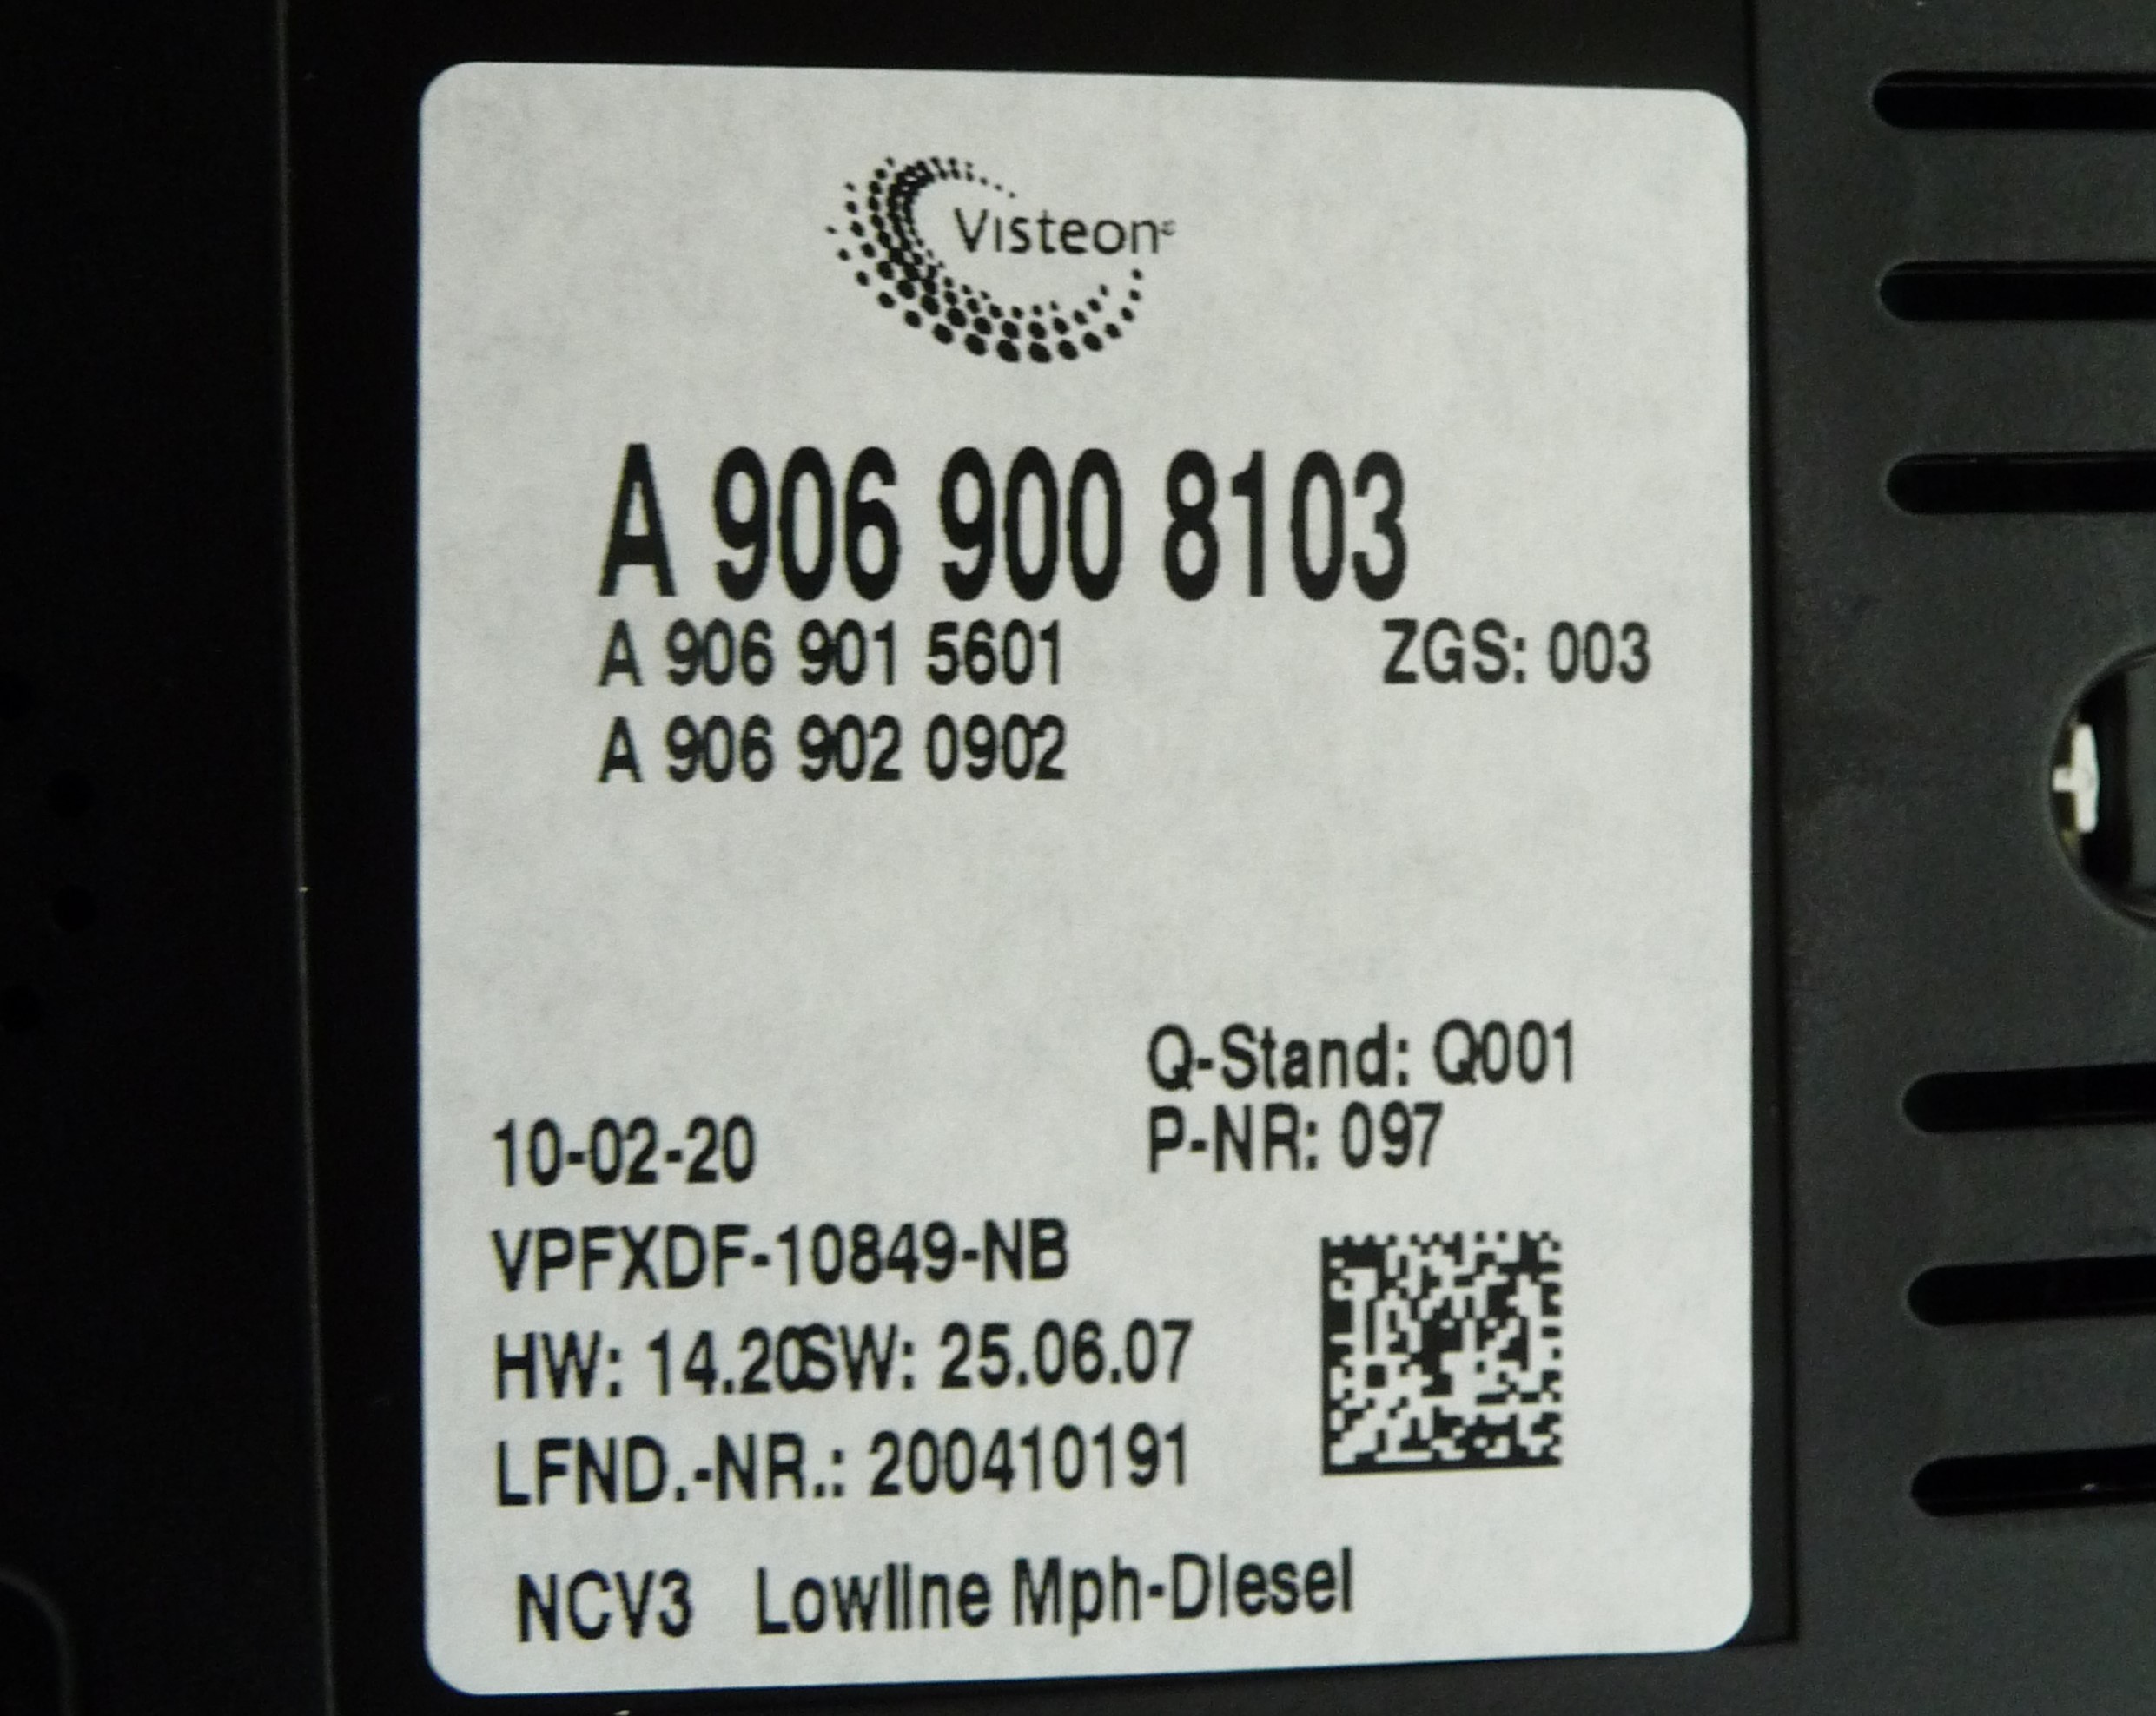 Visteon
A 906 900 8103
A 906 901 5601 ZGS: 003
A 906 902 0902
Q-Stand: Q001
10-02-20 P-NR: 097
VPFXDF-10849-NB
HW: 14.20SW: 25.06.07
LFND.-NR.: 200410191
NCV3 Lowline Mph-Diesel